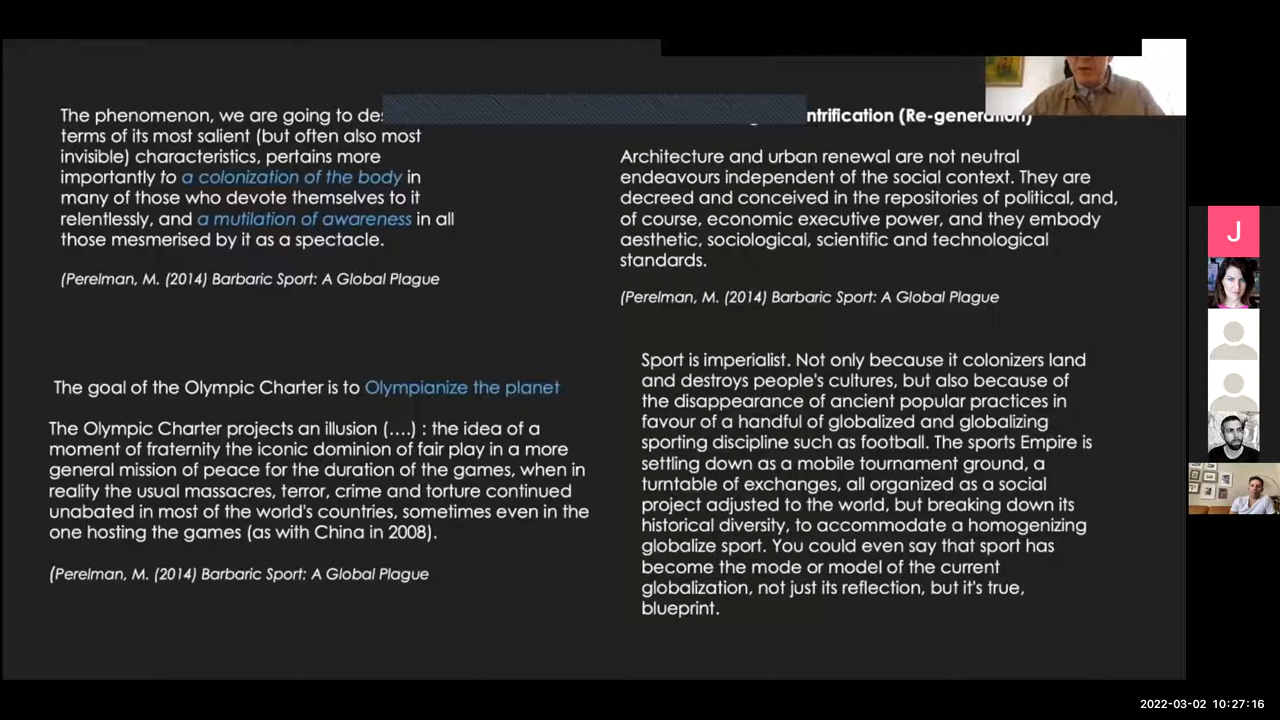 The phenomenon, we are going to
terms of its most salient (but often also most
invisible) characteristics, pertains more
importantly to a colonization of the body in
many of those who devote themselves to it
relentlessly, and a mutilation of awareness in all
those mesmerised by it as a spectacle.
(Perelman, M. (2014) Barbaric Sport: A Global Plague
The goal of the Olympic Charter is to Olympianize the planet
The Olympic Charter projects an illusion (....) : the idea of a
moment of fraternity the iconic dominion of fair play in a more
general mission of peace for the duration of the games, when in
reality the usual massacres, terror, crime and torture continued
unabated in most of the world's countries, sometimes even in the
one hosting the games (as with China in 2008).
(Perelman, M. (2014) Barbaric Sport: A Global Plague
(Re-generation)
Architecture and urban renewal are not neutral
endeavours independent of the social context. They are
decreed and conceived in the repositories of political, and,
of course, economic executive power, and they embody
aesthetic, sociological, scientific and technological
standards.
(Perelman, M. (2014) Barbaric Sport: A Global Plague
Sport is imperialist. Not only because it colonizers land
and destroys people's cultures, but also because of
the disappearance of ancient popular practices in
favour of a handful of globalized and globalizing
sporting discipline such as football. The sports Empire is
settling down as a mobile tournament ground, a
turntable of exchanges, all organized as a social
project adjusted to the world, but breaking down its
historical diversity, to accommodate a homogenizing
globalize sport. You could even say that sport has
become the mode or model of the current
globalization, not just its reflection, but it's true,
blueprint.
J
2022-03-02 10:27:16